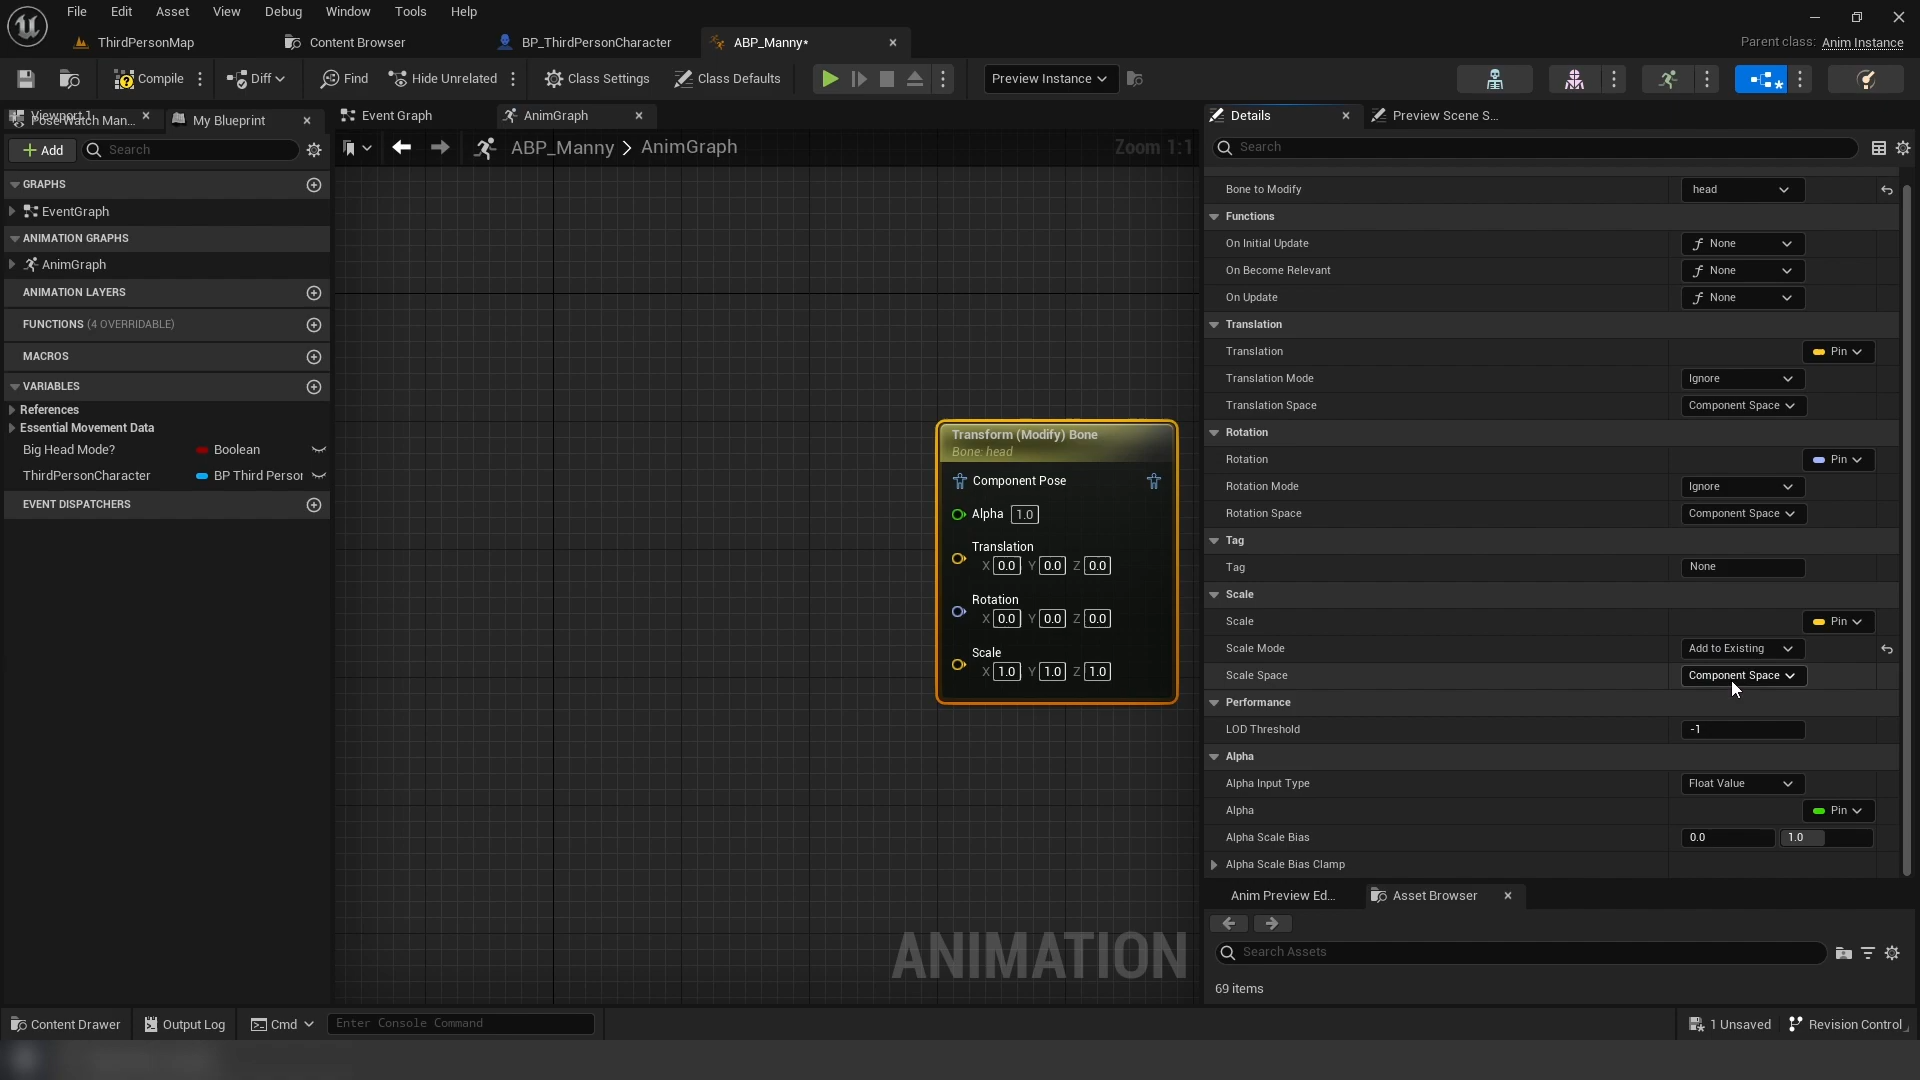 File Edit Asset View Debug Window Tools Help
ThirdPersonMap Content Browser BP_ThirdPersonCharacter ABP_Manny* Parent class: Anim Instance
Compile Diff Find Hide Unrelated Class Settings Class Defaults Preview Instance
Viewport 1 Pose Watch Man... My Blueprint Event Graph AnimGraph Details Preview Scene S...
Add Search
ABP_Manny > AnimGraph Zoom 1:1
GRAPHS
EventGraph
ANIMATION GRAPHS
AnimGraph
ANIMATION LAYERS
FUNCTIONS (4 OVERRIDABLE)
MACROS
VARIABLES
References
Essential Movement Data
Big Head Mode? Boolean
ThirdPersonCharacter BP Third Person
EVENT DISPATCHERS
Transform (Modify) Bone
Bone: head
Component Pose
Alpha 1.0
Translation
X 0.0 Y 0.0 Z 0.0
Rotation
X 0.0 Y 0.0 Z 0.0
Scale
X 1.0 Y 1.0 Z 1.0
ANIMATION
Search
Bone to Modify head
Functions
On Initial Update None
On Become Relevant None
On Update None
Translation
Translation Pin
Translation Mode Ignore
Translation Space Component Space
Rotation
Rotation Pin
Rotation Mode Ignore
Rotation Space Component Space
Tag
Tag None
Scale
Scale Pin
Scale Mode Add to Existing
Scale Space Component Space
Performance
LOD Threshold -1
Alpha
Alpha Input Type Float Value
Alpha Pin
Alpha Scale Bias 0.0 1.0
Alpha Scale Bias Clamp
Anim Preview Ed... Asset Browser
Search Assets
69 items
Content Drawer Output Log Cmd Enter Console Command 1 Unsaved Revision Control